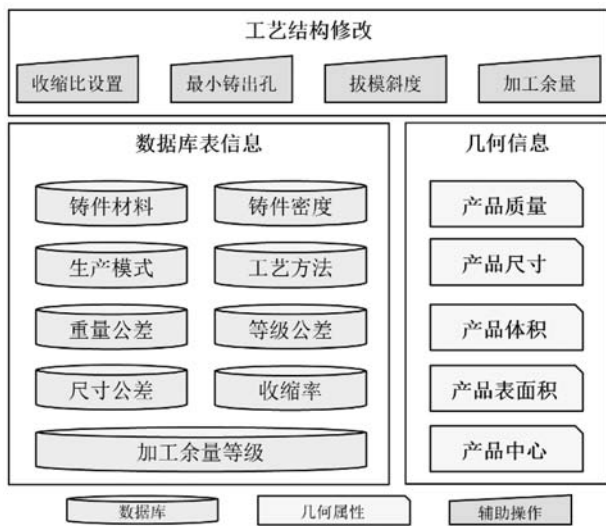 工艺结构修改
收缩比设置 最小铸出孔 拔模斜度 加工余量
数据库表信息
铸件材料 铸件密度
生产模式 工艺方法
重量公差 等级公差
尺寸公差 收缩率
加工余量等级
几何信息
产品质量
产品尺寸
产品体积
产品表面积
产品中心
数据库 几何属性 辅助操作